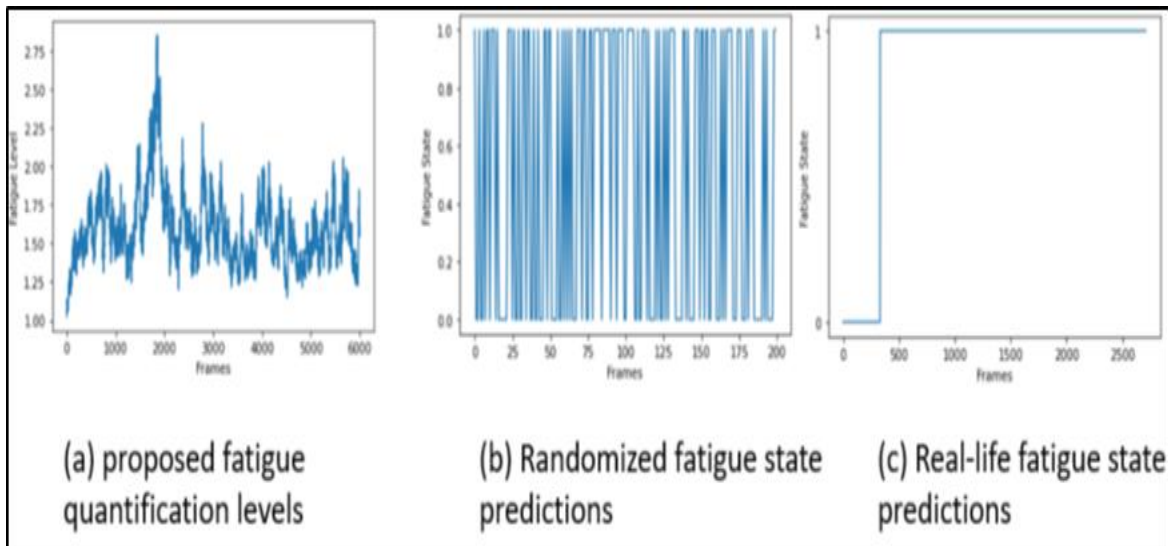 2.75
2.50
2.25
2.00
1.75
1.50
1.25
1.00
Fatigue Level
0 1000 2000 3000 4000 5000 6000
Frames
1.0
0.8
0.6
0.4
0.2
0.0
Fatigue State
0 25 50 75 100 125 150 175 200
Frames
1
0
Fatigue State
0 500 1000 1500 2000 2500
Frames
(a) proposed fatigue
quantification levels
(b) Randomized fatigue state
predictions
(c) Real-life fatigue state
predictions